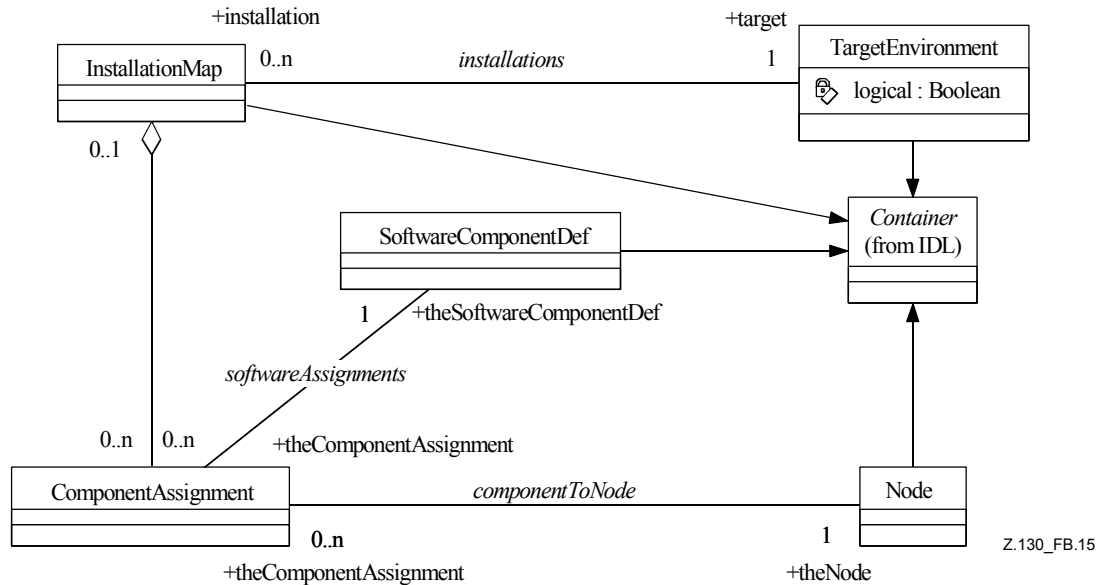 +installation
+target
InstallationMap
0..n
installations
1
TargetEnvironment
logical : Boolean
0..1
SoftwareComponentDef
Container
(from IDL)
1
+theSoftwareComponentDef
softwareAssignments
0..n
0..n
+theComponentAssignment
ComponentAssignment
componentToNode
Node
0..n
1
+theComponentAssignment
+theNode
Z.130_FB.15